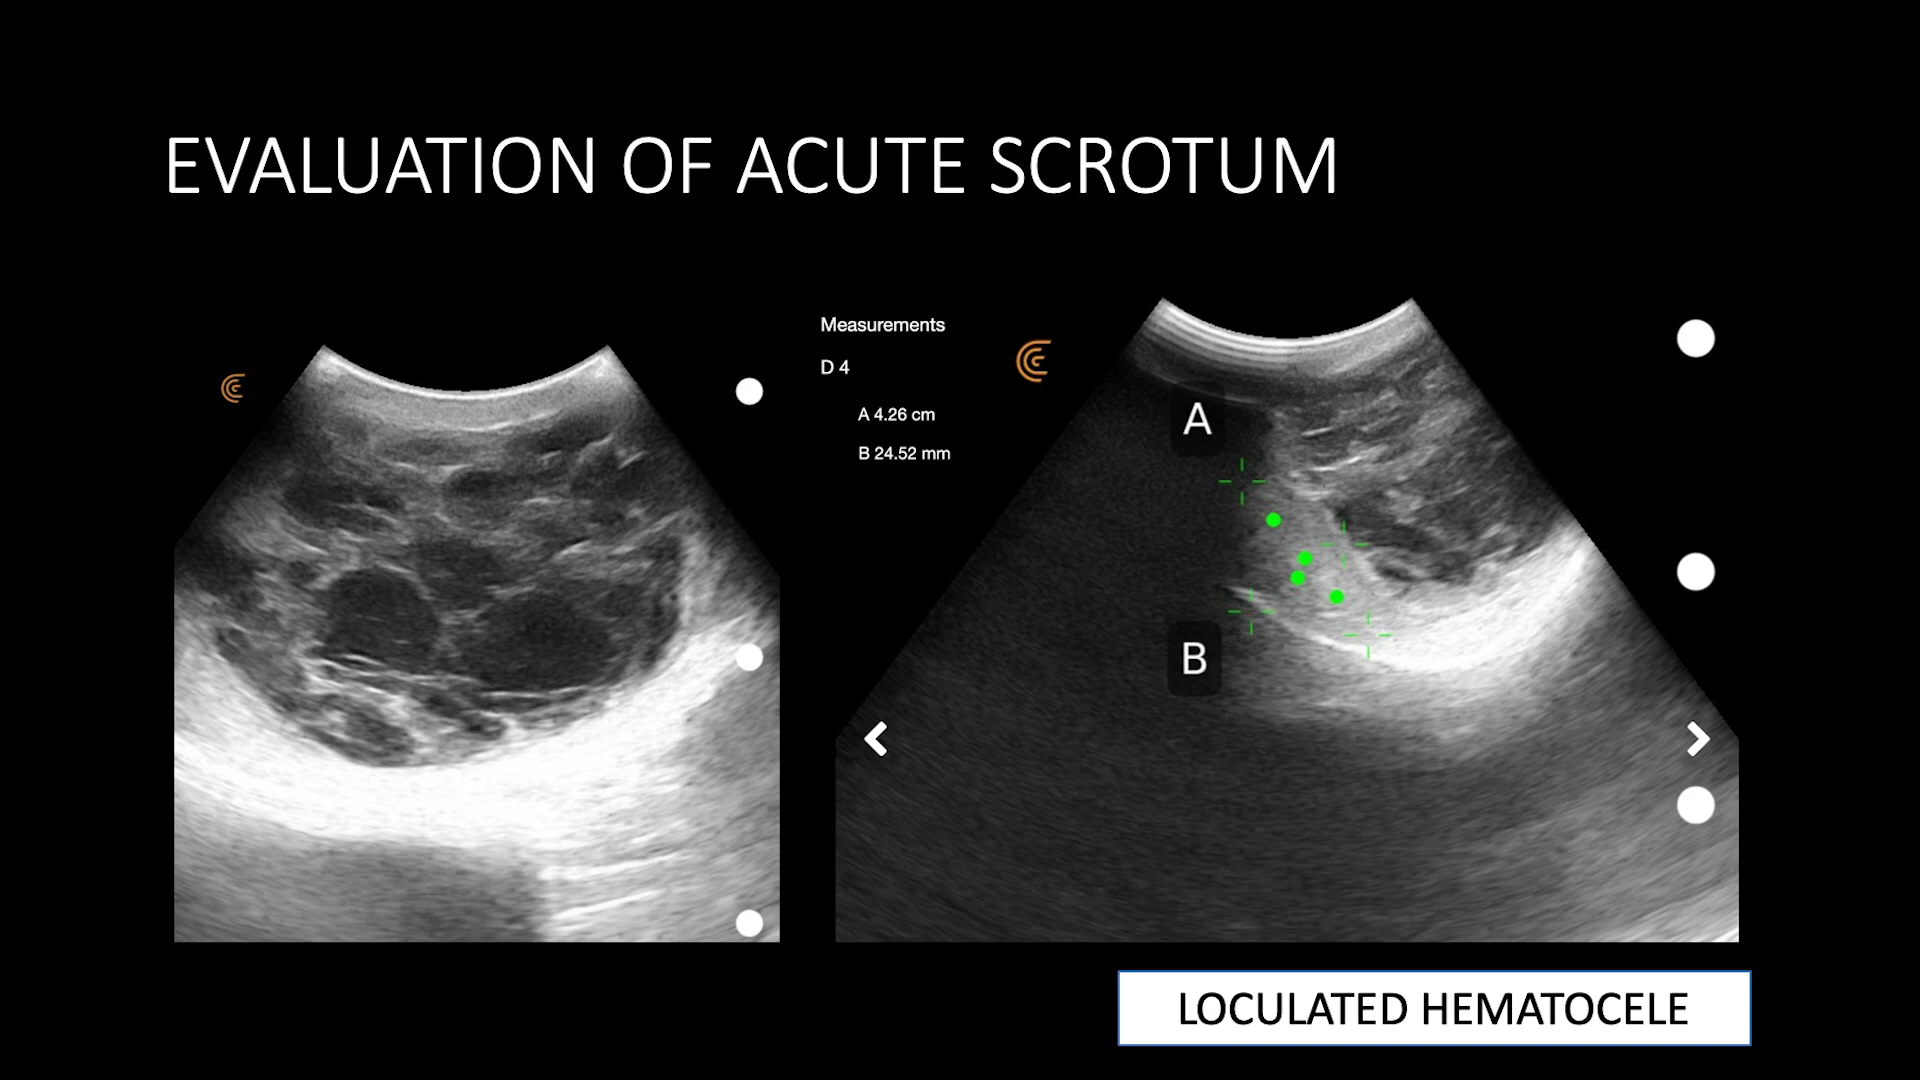 EVALUATION OF ACUTE SCROTUM
Measurements
D 4
A 4.26 cm
B 24.52 mm
A
B
LOCULATED HEMATOCELE